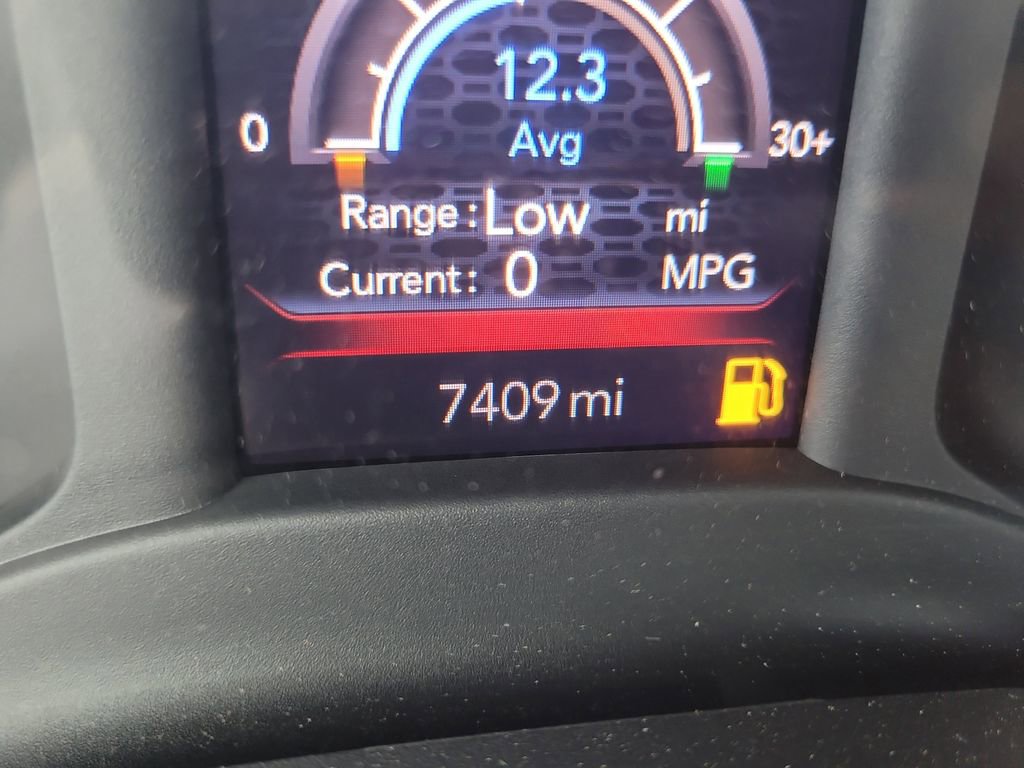 12.3
0 Avg 30+
Range: Low mi
Current: 0 MPG
7409 mi